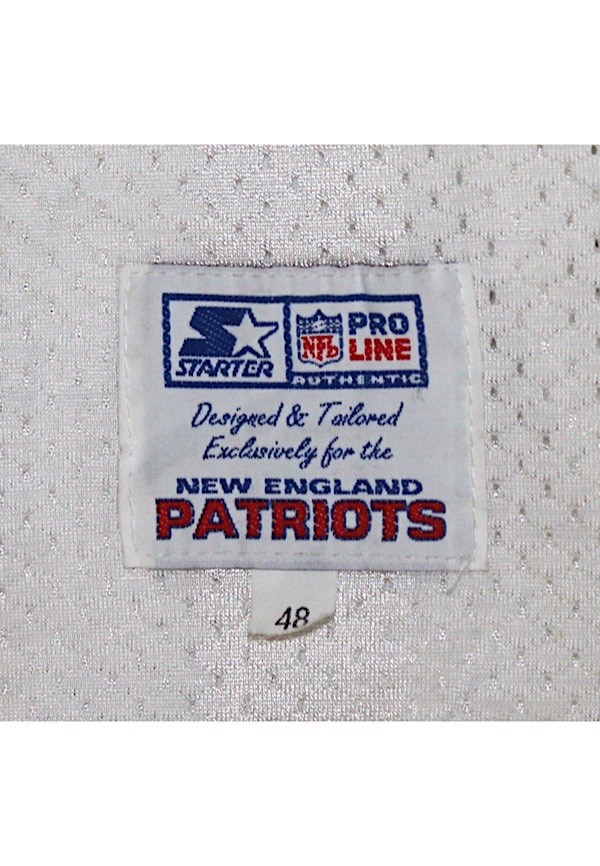 STARTER
NFL
PRO
LINE
AUTHENTIC
Designed & Tailored
Exclusively for the
NEW ENGLAND
PATRIOTS
48